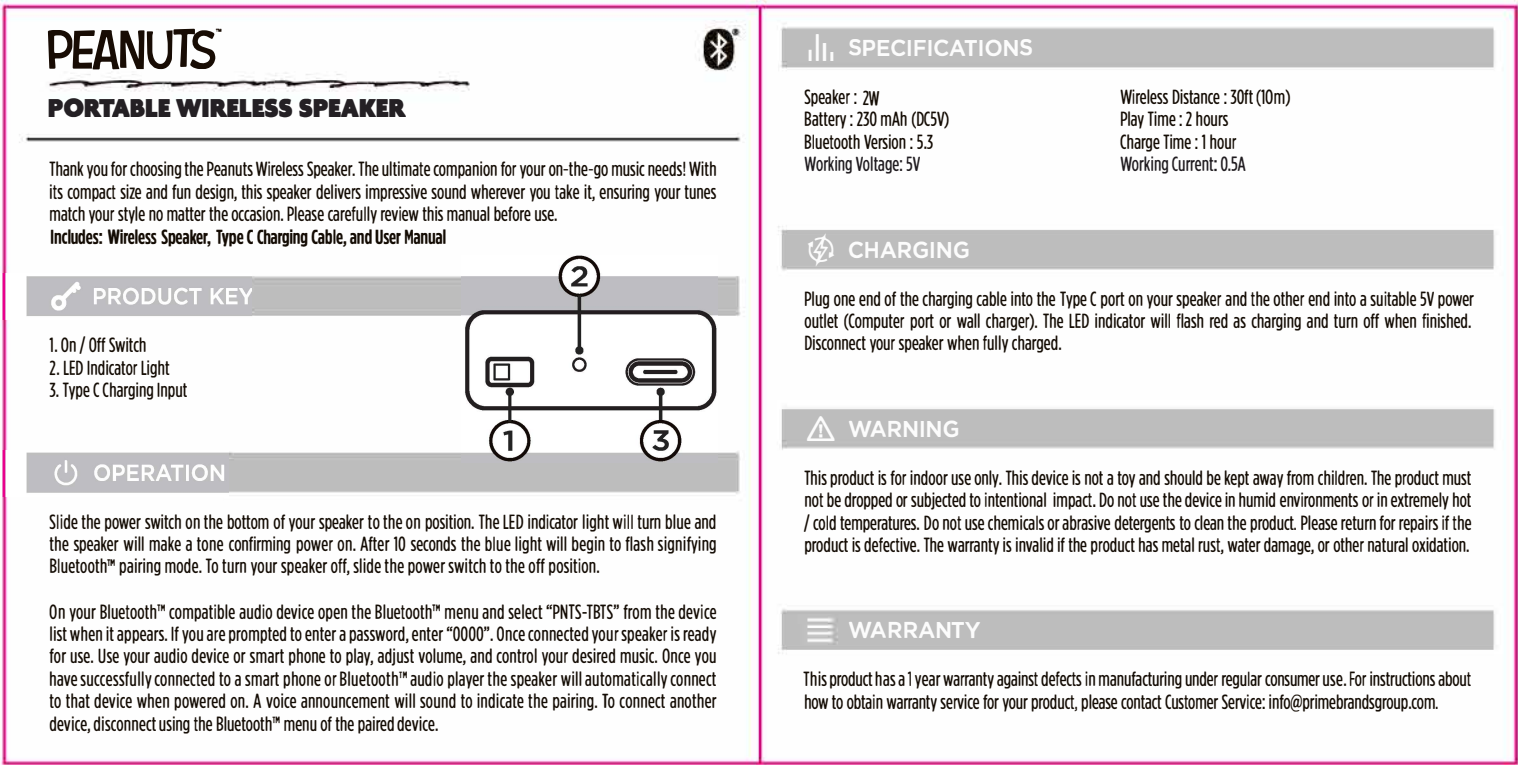 PEANUTS™
PORTABLE WIRELESS SPEAKER
Thank you for choosing the Peanuts Wireless Speaker. The ultimate companion for your on-the-go music needs! With
its compact size and fun design, this speaker delivers impressive sound wherever you take it, ensuring your tunes
match your style no matter the occasion. Please carefully review this manual before use.
Includes: Wireless Speaker, Type C Charging Cable, and User Manual
PRODUCT KEY
1. On / Off Switch
2. LED Indicator Light
3. Type C Charging Input
2
1
3
OPERATION
Slide the power switch on the bottom of your speaker to the on position. The LED indicator light will turn blue and
the speaker will make a tone confirming power on. After 10 seconds the blue light will begin to flash signifying
Bluetooth™ pairing mode. To turn your speaker off, slide the power switch to the off position.
On your Bluetooth™ compatible audio device open the Bluetooth™ menu and select “PNTS-TBTS” from the device
list when it appears. If you are prompted to enter a password, enter “0000”. Once connected your speaker is ready
for use. Use your audio device or smart phone to play, adjust volume, and control your desired music. Once you
have successfully connected to a smart phone or Bluetooth™ audio player the speaker will automatically connect
to that device when powered on. A voice announcement will sound to indicate the pairing. To connect another
device, disconnect using the Bluetooth™ menu of the paired device.
SPECIFICATIONS
Speaker : 2W
Battery : 230 mAh (DC5V)
Bluetooth Version : 5.3
Working Voltage: 5V
Wireless Distance : 30ft (10m)
Play Time : 2 hours
Charge Time : 1 hour
Working Current: 0.5A
CHARGING
Plug one end of the charging cable into the Type C port on your speaker and the other end into a suitable 5V power
outlet (Computer port or wall charger). The LED indicator will flash red as charging and turn off when finished.
Disconnect your speaker when fully charged.
WARNING
This product is for indoor use only. This device is not a toy and should be kept away from children. The product must
not be dropped or subjected to intentional impact. Do not use the device in humid environments or in extremely hot
/ cold temperatures. Do not use chemicals or abrasive detergents to clean the product. Please return for repairs if the
product is defective. The warranty is invalid if the product has metal rust, water damage, or other natural oxidation.
WARRANTY
This product has a 1 year warranty against defects in manufacturing under regular consumer use. For instructions about
how to obtain warranty service for your product, please contact Customer Service: info@primebrandsgroup.com.